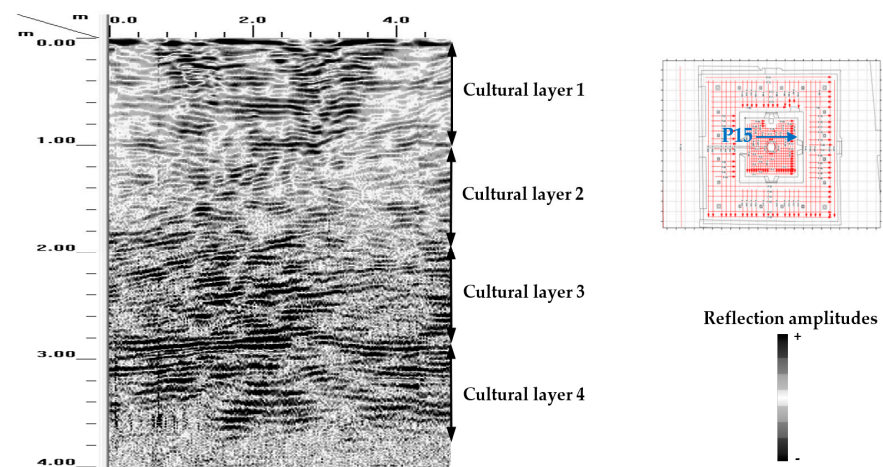 m
0.0 2.0 4.0
m
0.00
Cultural layer 1
1.00
Cultural layer 2
2.00
Cultural layer 3
3.00
Cultural layer 4
4.00
P15
Reflection amplitudes
+
-